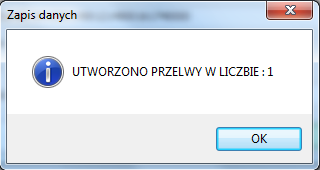 Zapis danych
UTWORZONO PRZELWY W LICZBIE : 1
OK